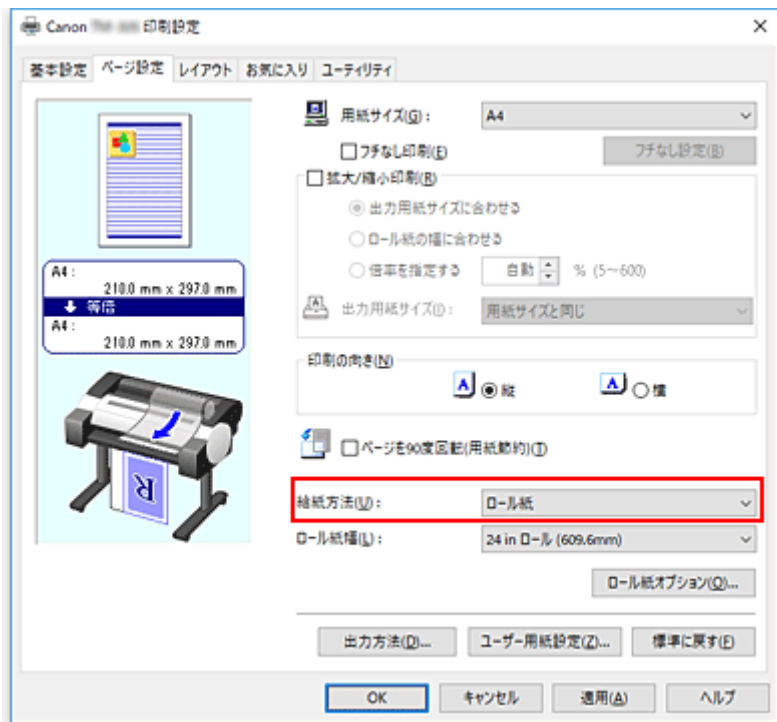 Canon 印刷設定
基本設定 ページ設定 レイアウト お気に入り ユーティリティ
用紙サイズ(G)： A4
フチなし印刷(E) フチなし設定(B)
拡大/縮小印刷(R)
出力用紙サイズに合わせる
ロール紙の幅に合わせる
倍率を指定する 自動 % (5～600)
出力用紙サイズ(I)： 用紙サイズと同じ
A4：
210.0 mm x 297.0 mm
等倍
A4：
210.0 mm x 297.0 mm
印刷の向き(N)
A 縦 A 横
ページを90度回転(用紙節約)(T)
R
給紙方法(U)： ロール紙
ロール紙幅(L)： 24 in ロール (609.6mm)
ロール紙オプション(O)...
出力方法(D)... ユーザー用紙設定(Z)... 標準に戻す(F)
OK キャンセル 適用(A) ヘルプ